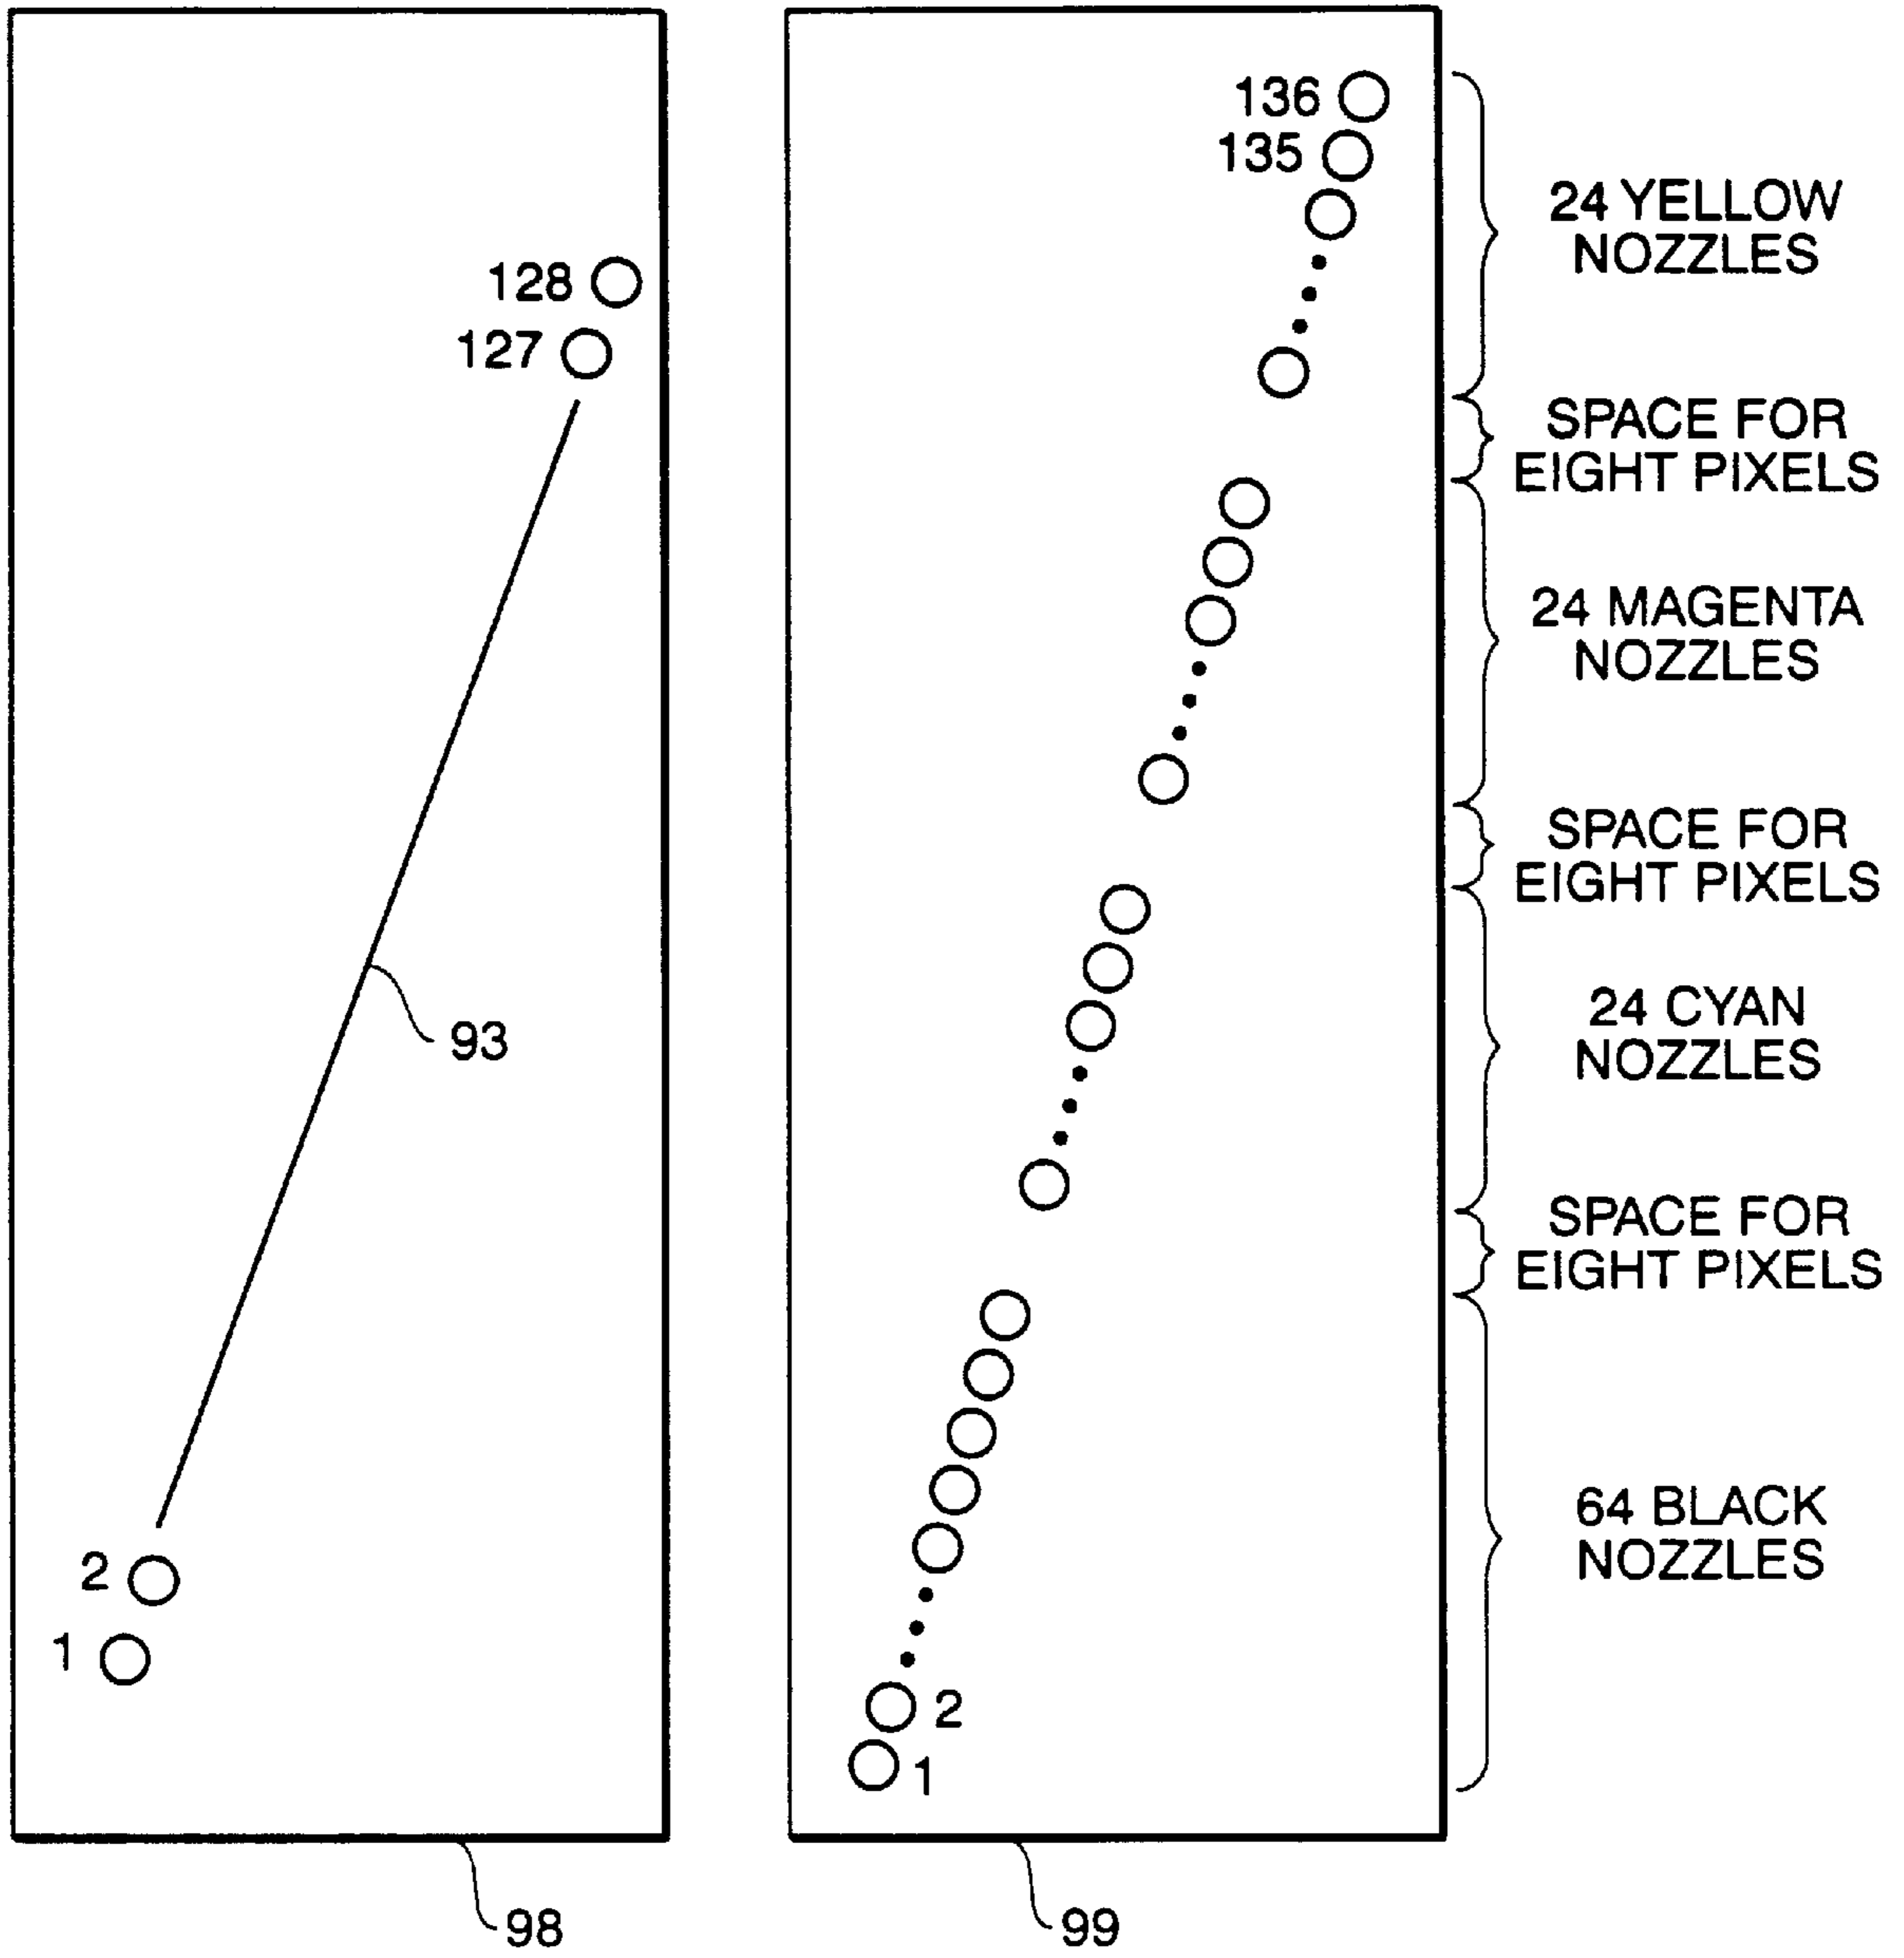 136
135
24 YELLOW
NOZZLES
128
127
SPACE FOR
EIGHT PIXELS
24 MAGENTA
NOZZLES
SPACE FOR
EIGHT PIXELS
93
24 CYAN
NOZZLES
SPACE FOR
EIGHT PIXELS
64 BLACK
NOZZLES
2
1
2
1
98
99